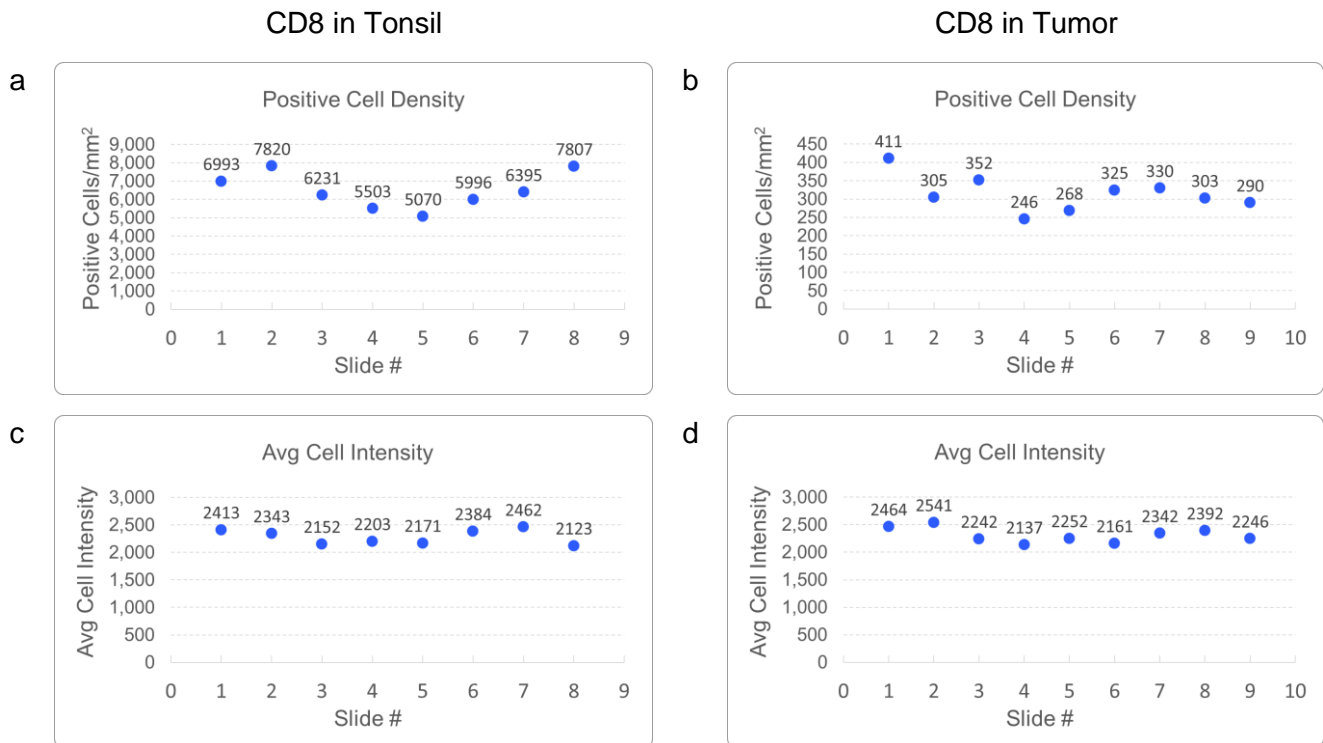 CD8 in Tonsil
CD8 in Tumor
a
Positive Cell Density
Positive Cells/mm²
9,000
8,000
7,000
6,000
5,000
4,000
3,000
2,000
1,000
0
6993 7820 6231 5503 5070 5996 6395 7807
0 1 2 3 4 5 6 7 8 9
Slide #
b
Positive Cell Density
Positive Cells/mm²
450
400
350
300
250
200
150
100
50
0
411 305 352 246 268 325 330 303 290
0 1 2 3 4 5 6 7 8 9 10
Slide #
c
Avg Cell Intensity
Avg Cell Intensity
3,000
2,500
2,000
1,500
1,000
500
0
2413 2343 2152 2203 2171 2384 2462 2123
0 1 2 3 4 5 6 7 8 9
Slide #
d
Avg Cell Intensity
Avg Cell Intensity
3,000
2,500
2,000
1,500
1,000
500
0
2464 2541 2242 2137 2252 2161 2342 2392 2246
0 1 2 3 4 5 6 7 8 9 10
Slide #